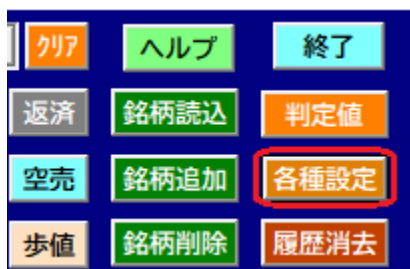 クリア ヘルプ 終了
返済 銘柄読込 判定値
空売 銘柄追加 各種設定
歩値 銘柄削除 履歴消去